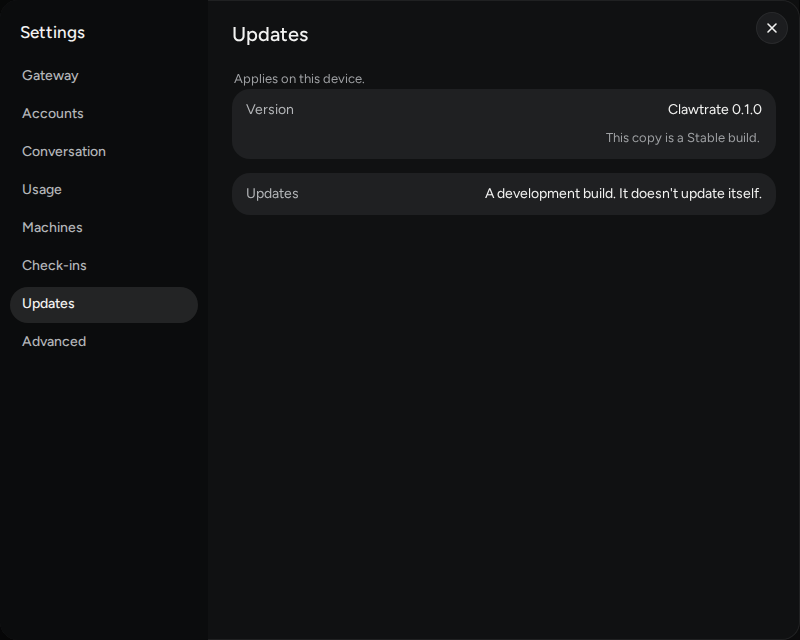 Settings
Gateway
Accounts
Conversation
Usage
Machines
Check-ins
Updates
Advanced
Updates
Applies on this device.
Version
Clawtrate 0.1.0
This copy is a Stable build.
Updates
A development build. It doesn't update itself.